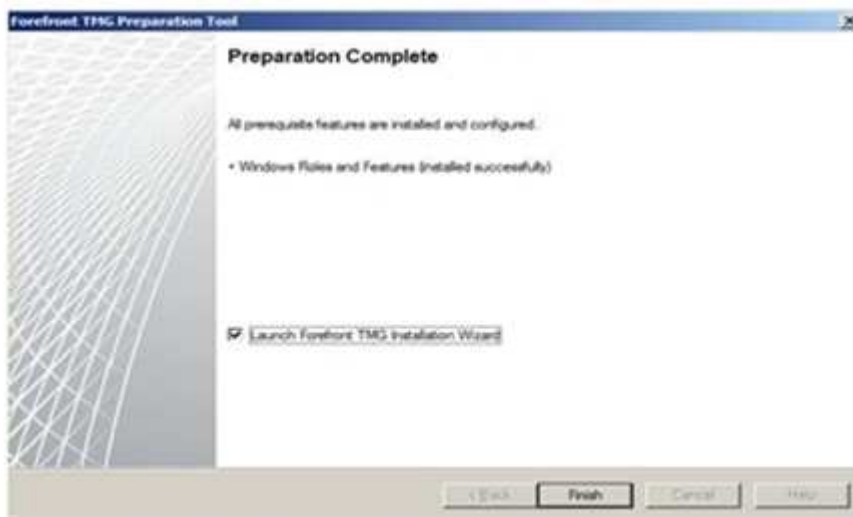 Forefront TMG Preparation Tool
Preparation Complete
All prerequisite features are installed and configured.
• Windows Roles and Features (installed successfully)
Launch Forefront TMG Installation Wizard
< Back Finish Cancel Help